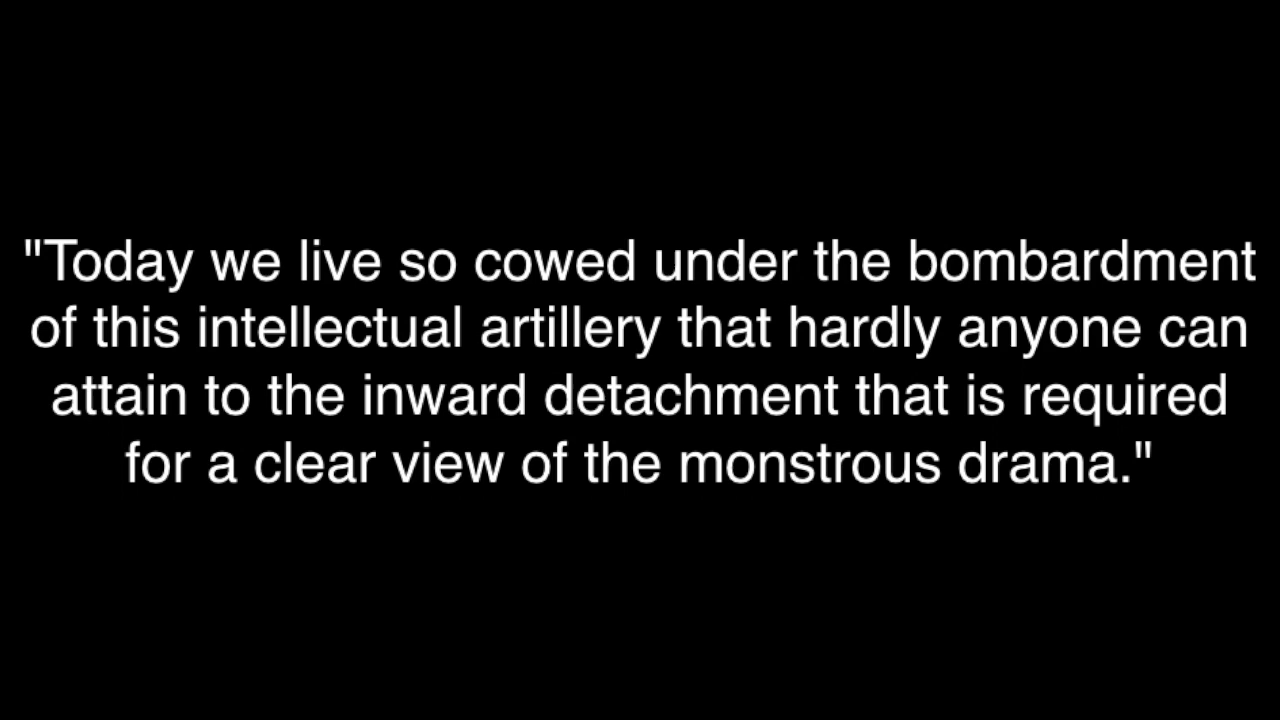 "Today we live so cowed under the bombardment
of this intellectual artillery that hardly anyone can
attain to the inward detachment that is required
for a clear view of the monstrous drama."